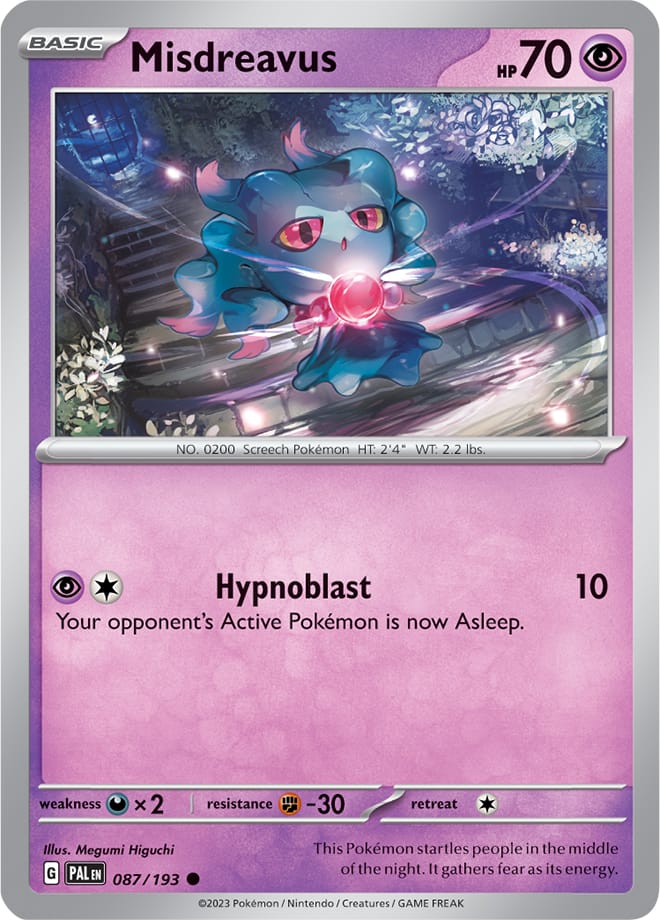 BASIC
Misdreavus
HP 70
NO. 0200 Screech Pokémon HT: 2'4" WT: 2.2 lbs.
Hypnoblast 10
Your opponent's Active Pokémon is now Asleep.
weakness ×2 resistance -30 retreat
Illus. Megumi Higuchi
This Pokémon startles people in the middle
of the night. It gathers fear as its energy.
G PAL EN 087/193
©2023 Pokémon / Nintendo / Creatures / GAME FREAK